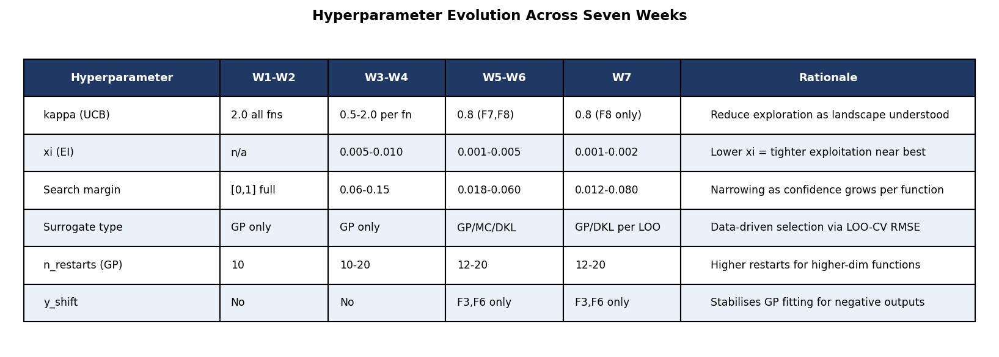 Hyperparameter Evolution Across Seven Weeks
Hyperparameter W1-W2 W3-W4 W5-W6 W7 Rationale
kappa (UCB) 2.0 all fns 0.5-2.0 per fn 0.8 (F7,F8) 0.8 (F8 only) Reduce exploration as landscape understood
xi (EI) n/a 0.005-0.010 0.001-0.005 0.001-0.002 Lower xi = tighter exploitation near best
Search margin [0,1] full 0.06-0.15 0.018-0.060 0.012-0.080 Narrowing as confidence grows per function
Surrogate type GP only GP only GP/MC/DKL GP/DKL per LOO Data-driven selection via LOO-CV RMSE
n_restarts (GP) 10 10-20 12-20 12-20 Higher restarts for higher-dim functions
y_shift No No F3,F6 only F3,F6 only Stabilises GP fitting for negative outputs